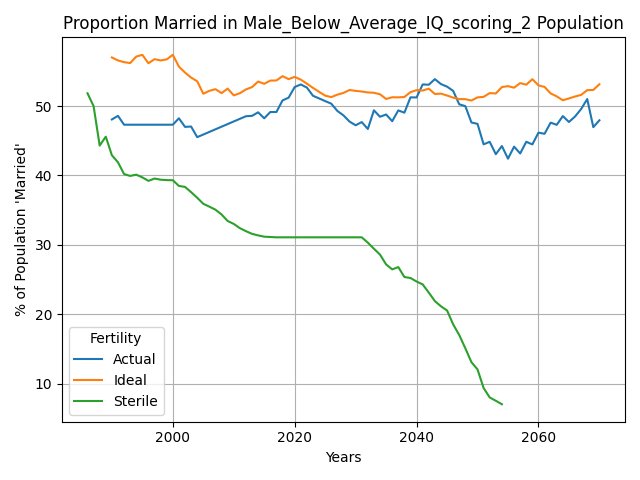 Proportion Married in Male_Below_Average_IQ_scoring_2 Population
% of Population 'Married'
50
40
30
20
10
Fertility
Actual
Ideal
Sterile
2000 2020 2040 2060
Years